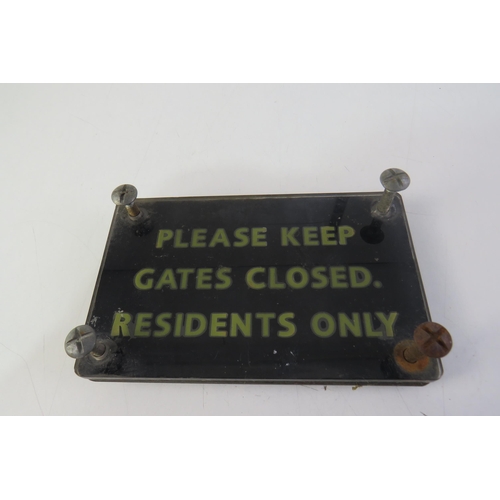 PLEASE KEEP
GATES CLOSED.
RESIDENTS ONLY